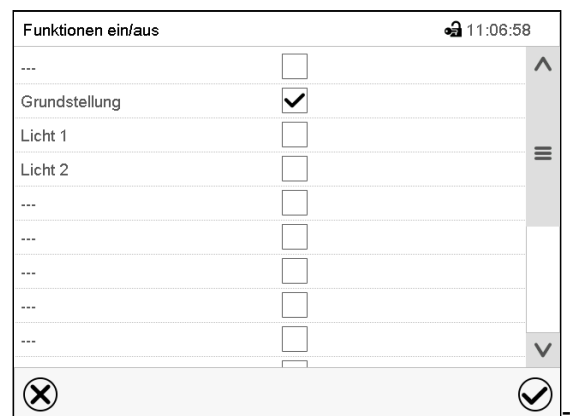 Funktionen ein/aus 11:06:58
---
Grundstellung
Licht 1
Licht 2
---
---
---
---
---